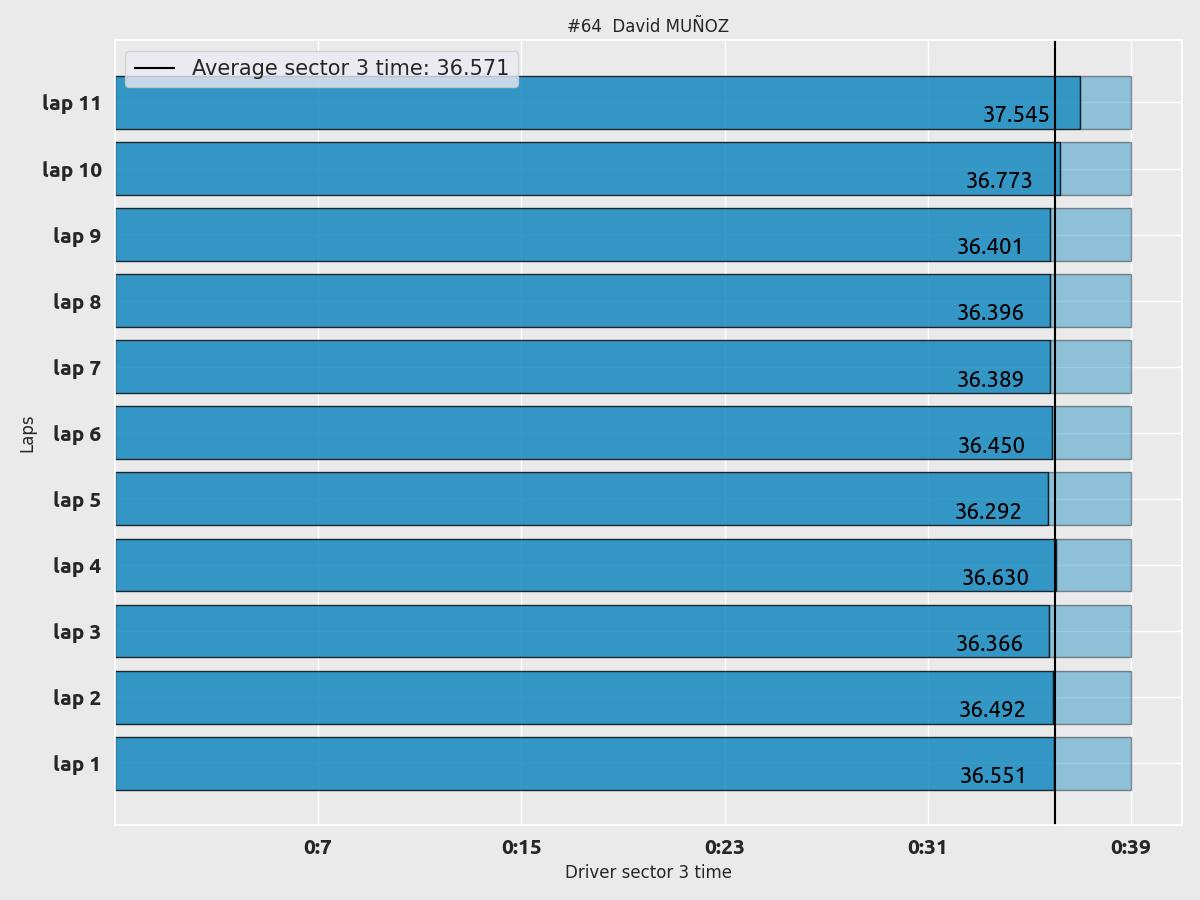 #64 David MUÑOZ
Average sector 3 time: 36.571
lap 11
37.545
lap 10
36.773
lap 9
36.401
lap 8
36.396
lap 7
36.389
lap 6
36.450
lap 5
36.292
lap 4
36.630
lap 3
36.366
lap 2
36.492
lap 1
36.551
Laps
0:7 0:15 0:23 0:31 0:39
Driver sector 3 time